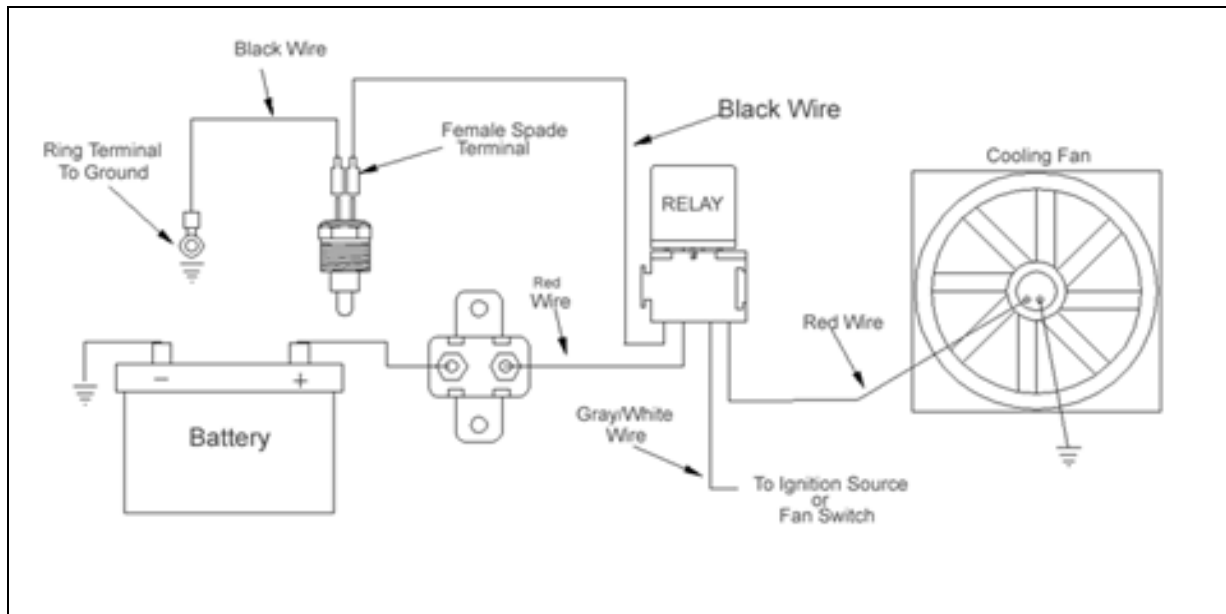 Black Wire
Black Wire
Female Spade
Terminal
Ring Terminal
To Ground
Cooling Fan
RELAY
Red
Wire
Red Wire
− +
Battery
Gray/White
Wire
To Ignition Source
or
Fan Switch